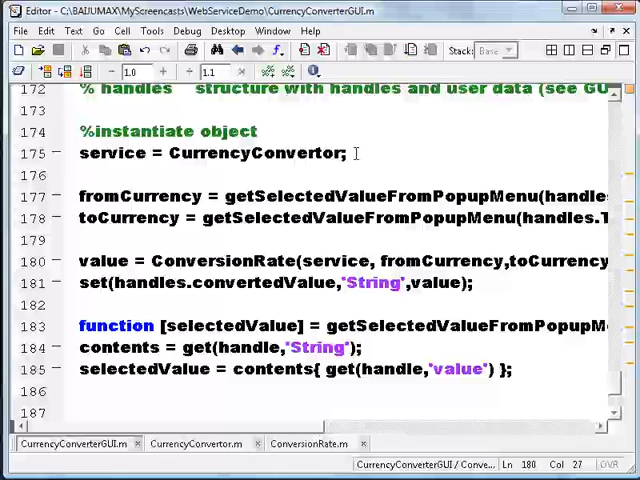 Editor - C:\BAIJUMAX\MyScreencasts\WebServiceDemo\CurrencyConverterGUI.m
File Edit Text Go Cell Tools Debug Desktop Window Help
Stack: Base
1.0 1.1
172 % handles structure with handles and user data (see GU
173
174 %instantiate object
175 service = CurrencyConvertor;
176
177 fromCurrency = getSelectedValueFromPopupMenu(handles
178 toCurrency = getSelectedValueFromPopupMenu(handles.T
179
180 value = ConversionRate(service, fromCurrency,toCurrency
181 set(handles.convertedValue,'String',value);
182
183 function [selectedValue] = getSelectedValueFromPopupM
184 contents = get(handle,'String');
185 selectedValue = contents{ get(handle,'value') };
186
187
CurrencyConverterGUI.m CurrencyConvertor.m ConversionRate.m
CurrencyConverterGUI / Conve... Ln 180 Col 27 OVR